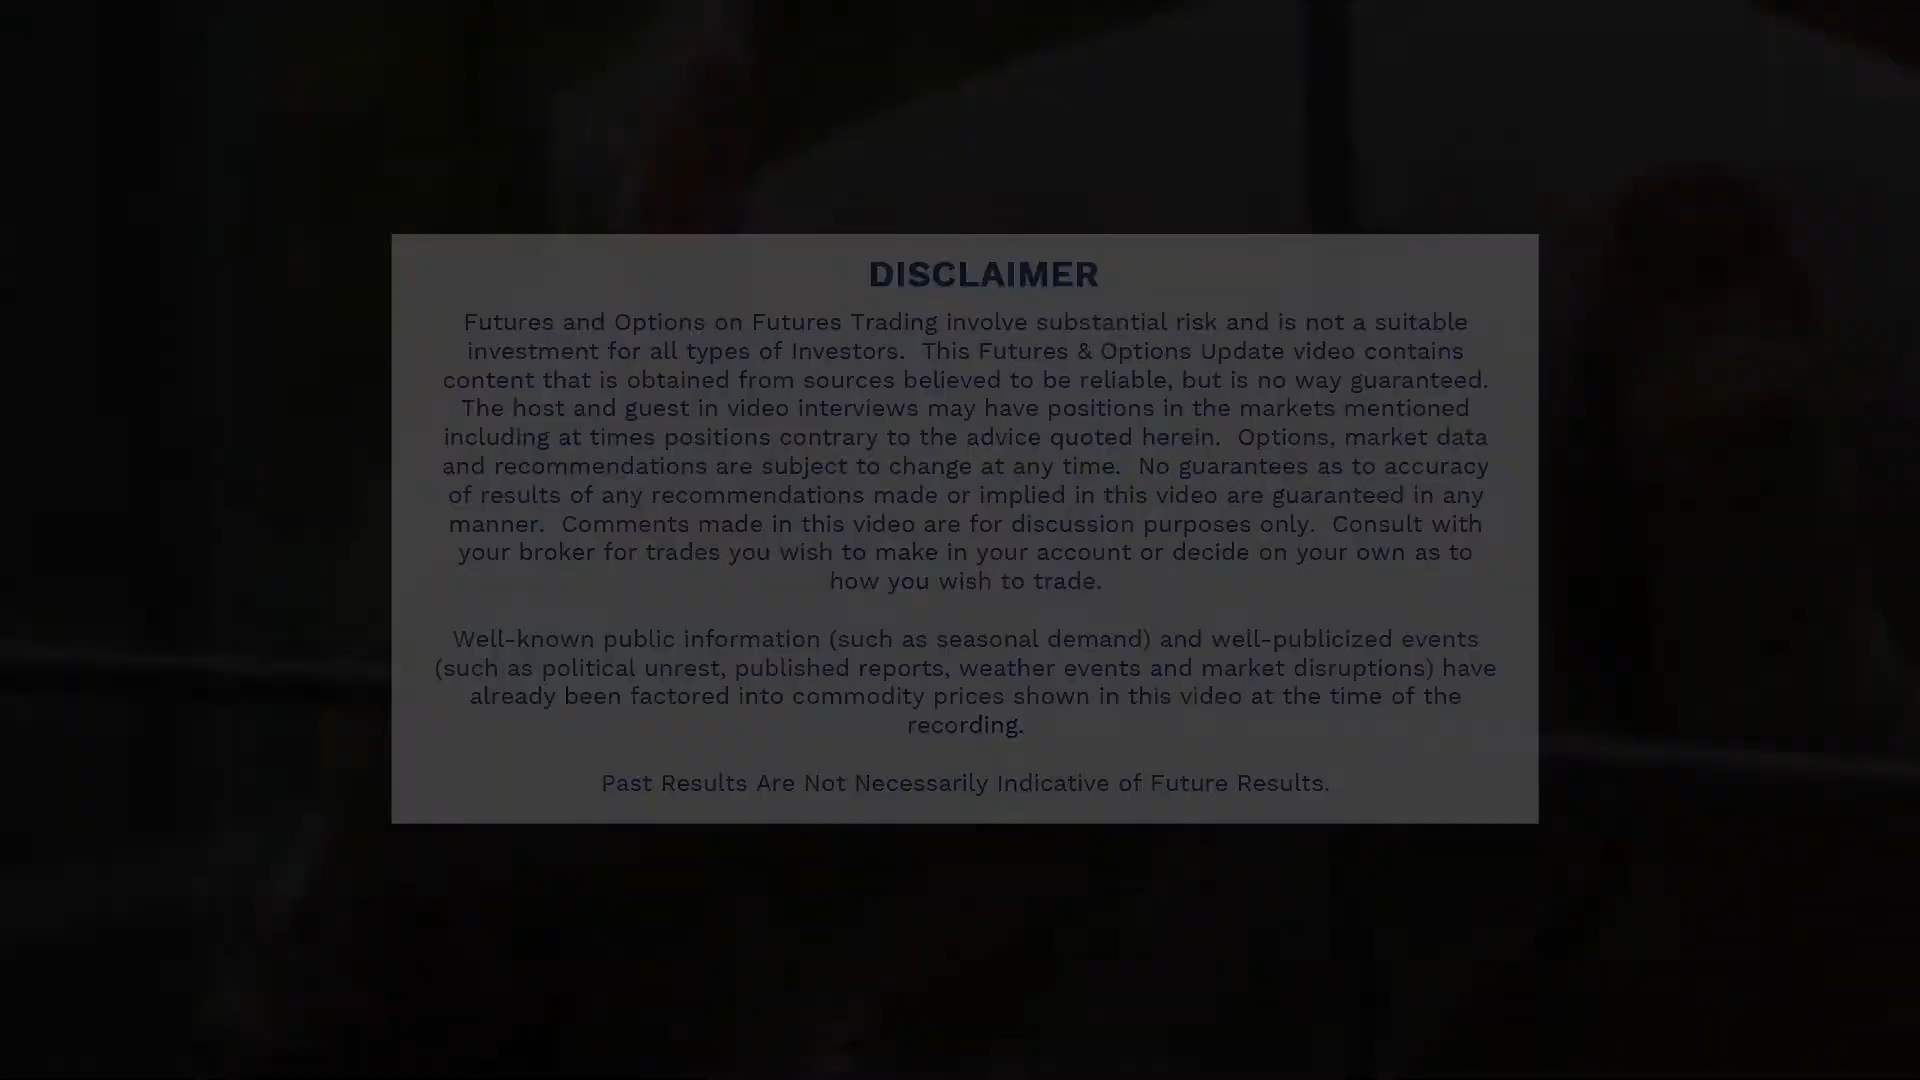 DISCLAIMER
Futures and Options on Futures Trading involve substantial risk and is not a suitable
investment for all types of Investors.  This Futures & Options Update video contains
content that is obtained from sources believed to be reliable, but is no way guaranteed.
The host and guest in video interviews may have positions in the markets mentioned
including at times positions contrary to the advice quoted herein.  Options, market data
and recommendations are subject to change at any time.  No guarantees as to accuracy
of results of any recommendations made or implied in this video are guaranteed in any
manner.  Comments made in this video are for discussion purposes only.  Consult with
your broker for trades you wish to make in your account or decide on your own as to
how you wish to trade.
Well-known public information (such as seasonal demand) and well-publicized events
(such as political unrest, published reports, weather events and market disruptions) have
already been factored into commodity prices shown in this video at the time of the
recording.
Past Results Are Not Necessarily Indicative of Future Results.